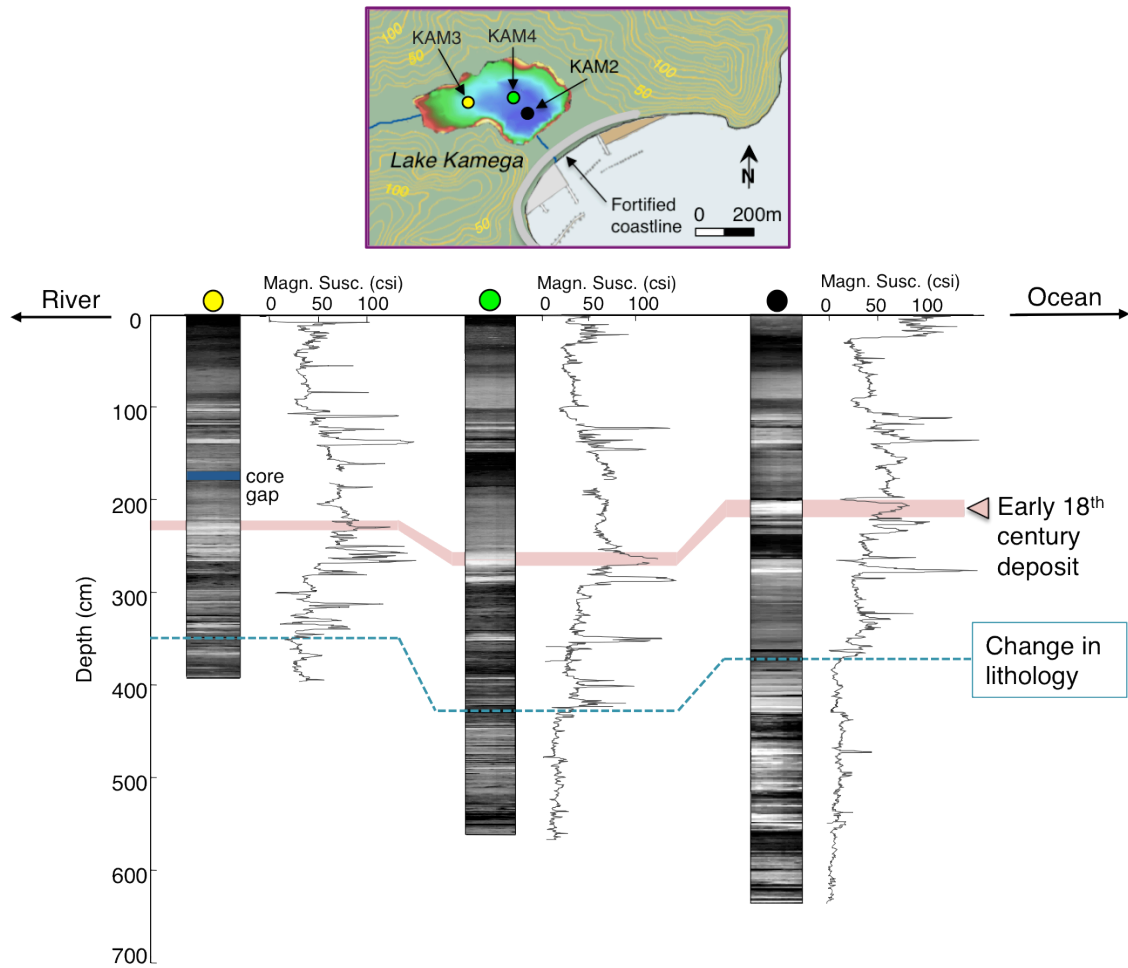 100
KAM3
KAM4
50
KAM2
100
50
Lake Kamega
100
50
Fortified
coastline
N
0 200m
River
Magn. Susc. (csi)
0 50 100
Magn. Susc. (csi)
0 50 100
Magn. Susc. (csi)
0 50 100
Ocean
0
100
200
300
400
500
600
700
Depth (cm)
core
gap
Early 18th
century
deposit
Change in
lithology